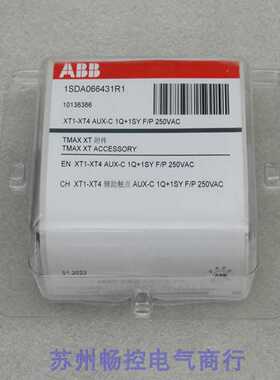 ABB
1SDA066431R1
10136366
XT1-XT4 AUX-C 1Q+1SY F/P 250VAC
TMAX XT 附件
TMAX XT ACCESSORY
EN XT1-XT4 AUX-C 1Q+1SY F/P 250VAC
CH XT1-XT4 辅助触点 AUX-C 1Q+1SY F/P 250VAC
ABB
苏州畅控电气商行